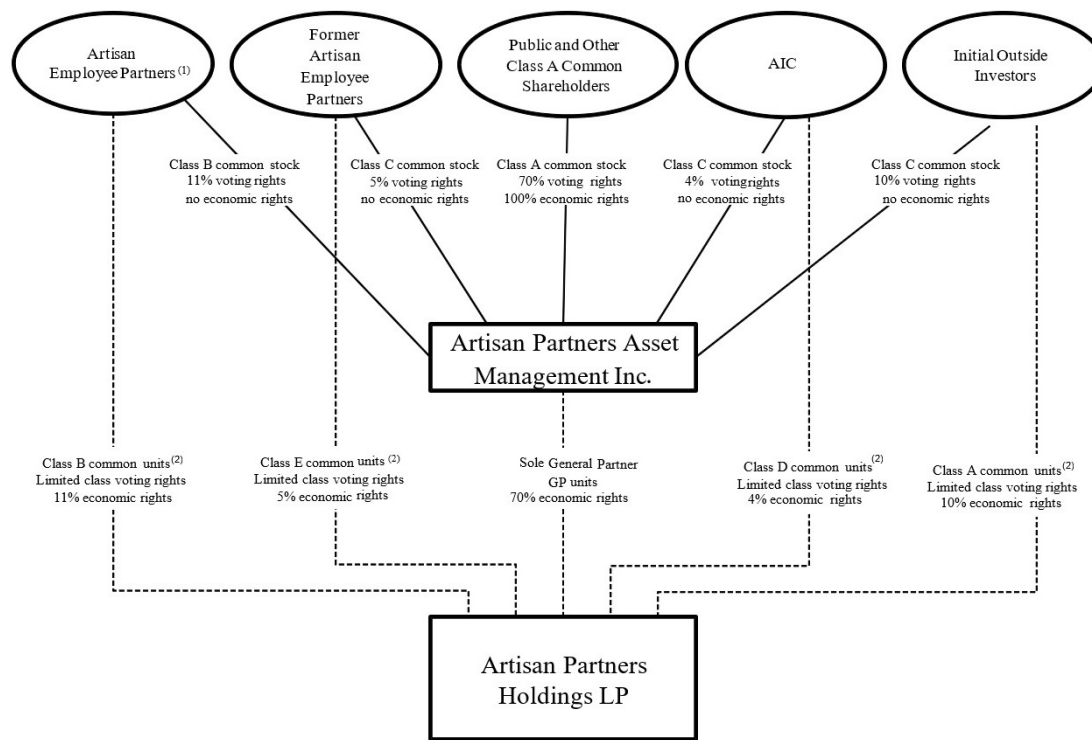 Artisan
Employee Partners (1)
Former
Artisan
Employee
Partners
Public and Other
Class A Common
Shareholders
AIC
Initial Outside
Investors
Class B common stock
11% voting rights
no economic rights
Class C common stock
5% voting rights
no economic rights
Class A common stock
70% voting rights
100% economic rights
Class C common stock
4% voting rights
no economic rights
Class C common stock
10% voting rights
no economic rights
Artisan Partners Asset
Management Inc.
Class B common units (2)
Limited class voting rights
11% economic rights
Class E common units (2)
Limited class voting rights
5% economic rights
Sole General Partner
GP units
70% economic rights
Class D common units (2)
Limited class voting rights
4% economic rights
Class A common units (2)
Limited class voting rights
10% economic rights
Artisan Partners
Holdings LP